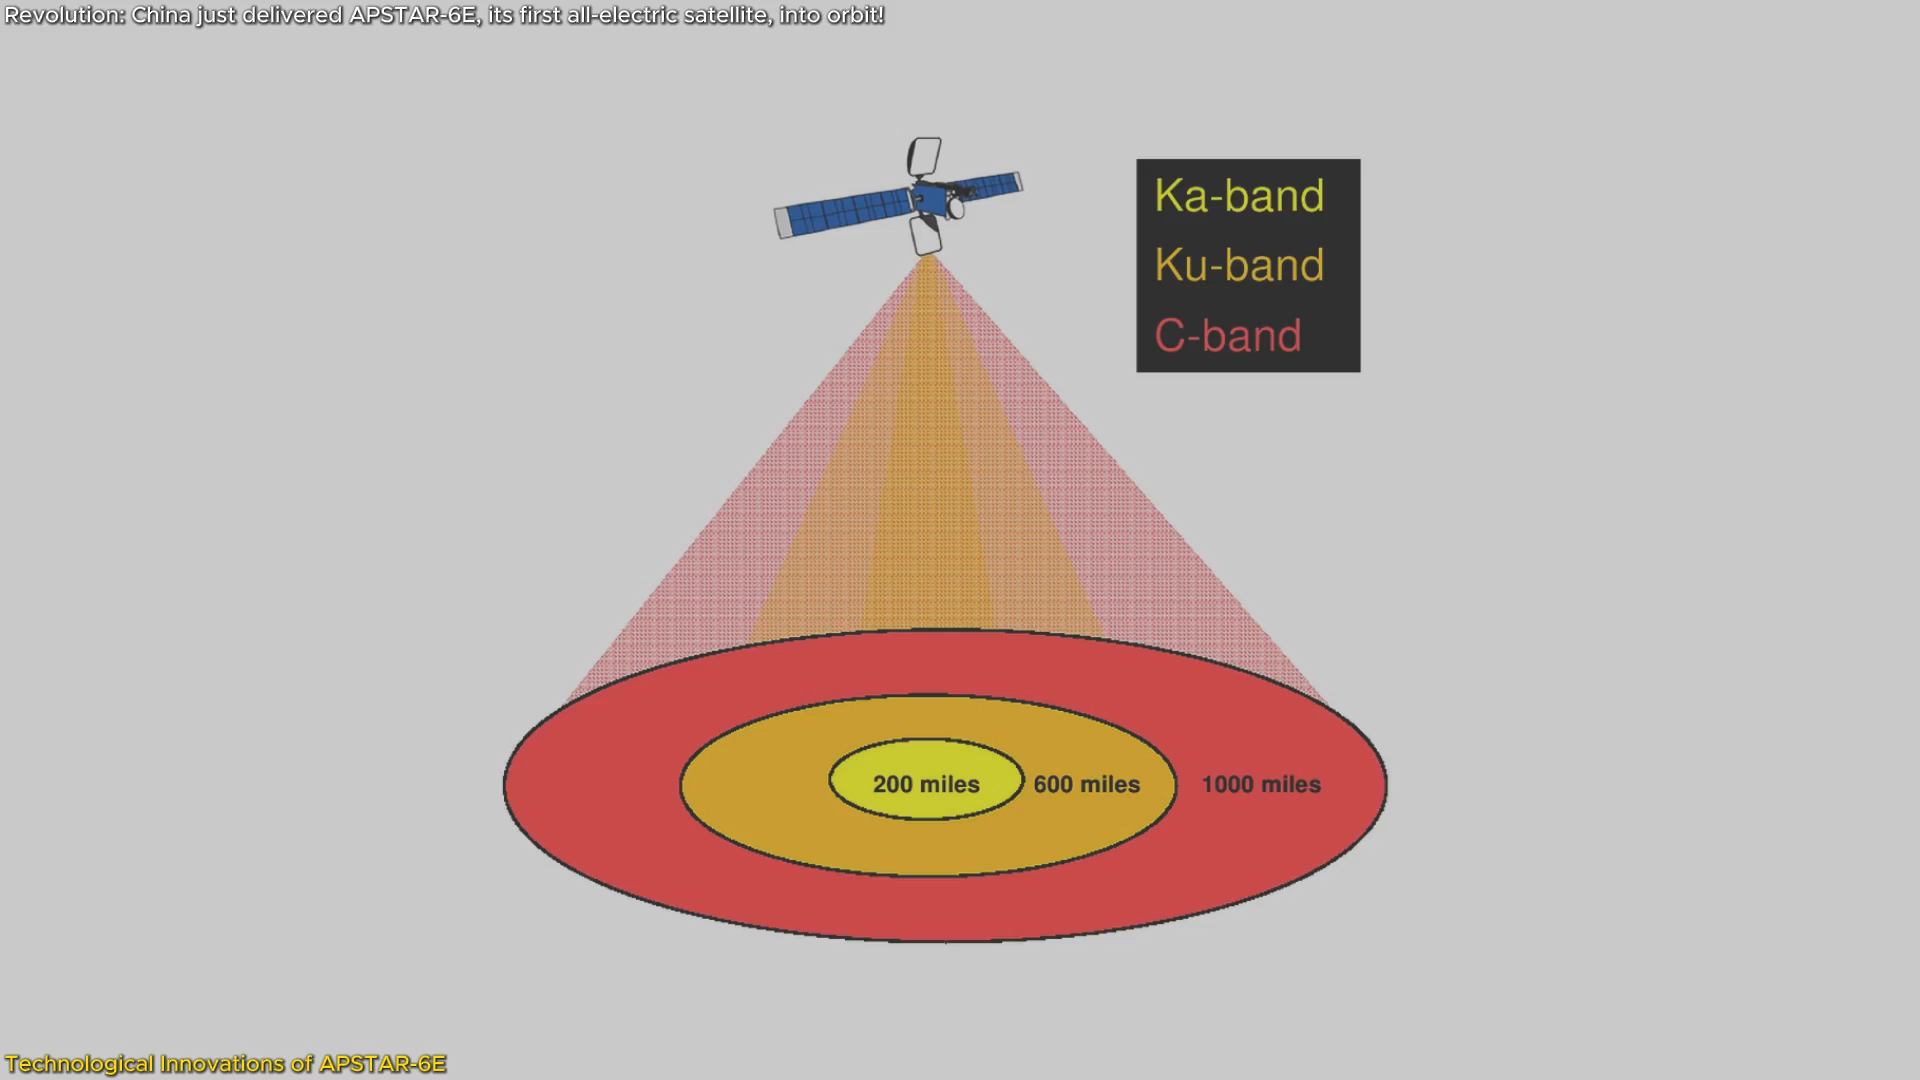 Revolution: China just delivered APSTAR-6E, its first all-electric satellite, into orbit!
Ka-band
Ku-band
C-band
200 miles
600 miles
1000 miles
Technological Innovations of APSTAR-6E